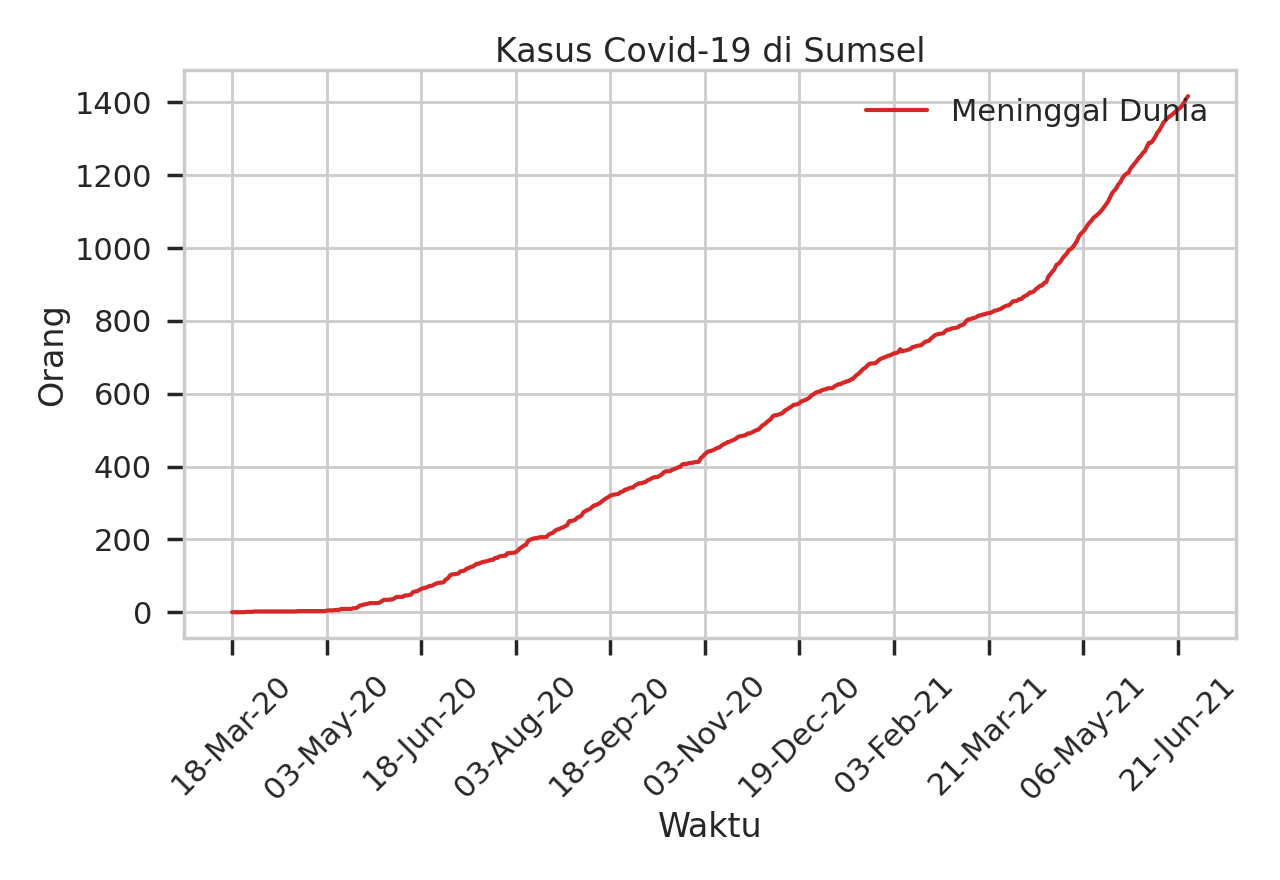 Kasus Covid-19 di Sumsel
Meninggal Dunia
1400
1200
1000
800
600
400
200
0
Orang
18-Mar-20
03-May-20
18-Jun-20
03-Aug-20
18-Sep-20
03-Nov-20
19-Dec-20
03-Feb-21
21-Mar-21
06-May-21
21-Jun-21
Waktu